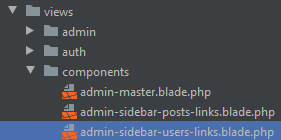 views
admin
auth
components
admin-master.blade.php
admin-sidebar-posts-links.blade.php
admin-sidebar-users-links.blade.php